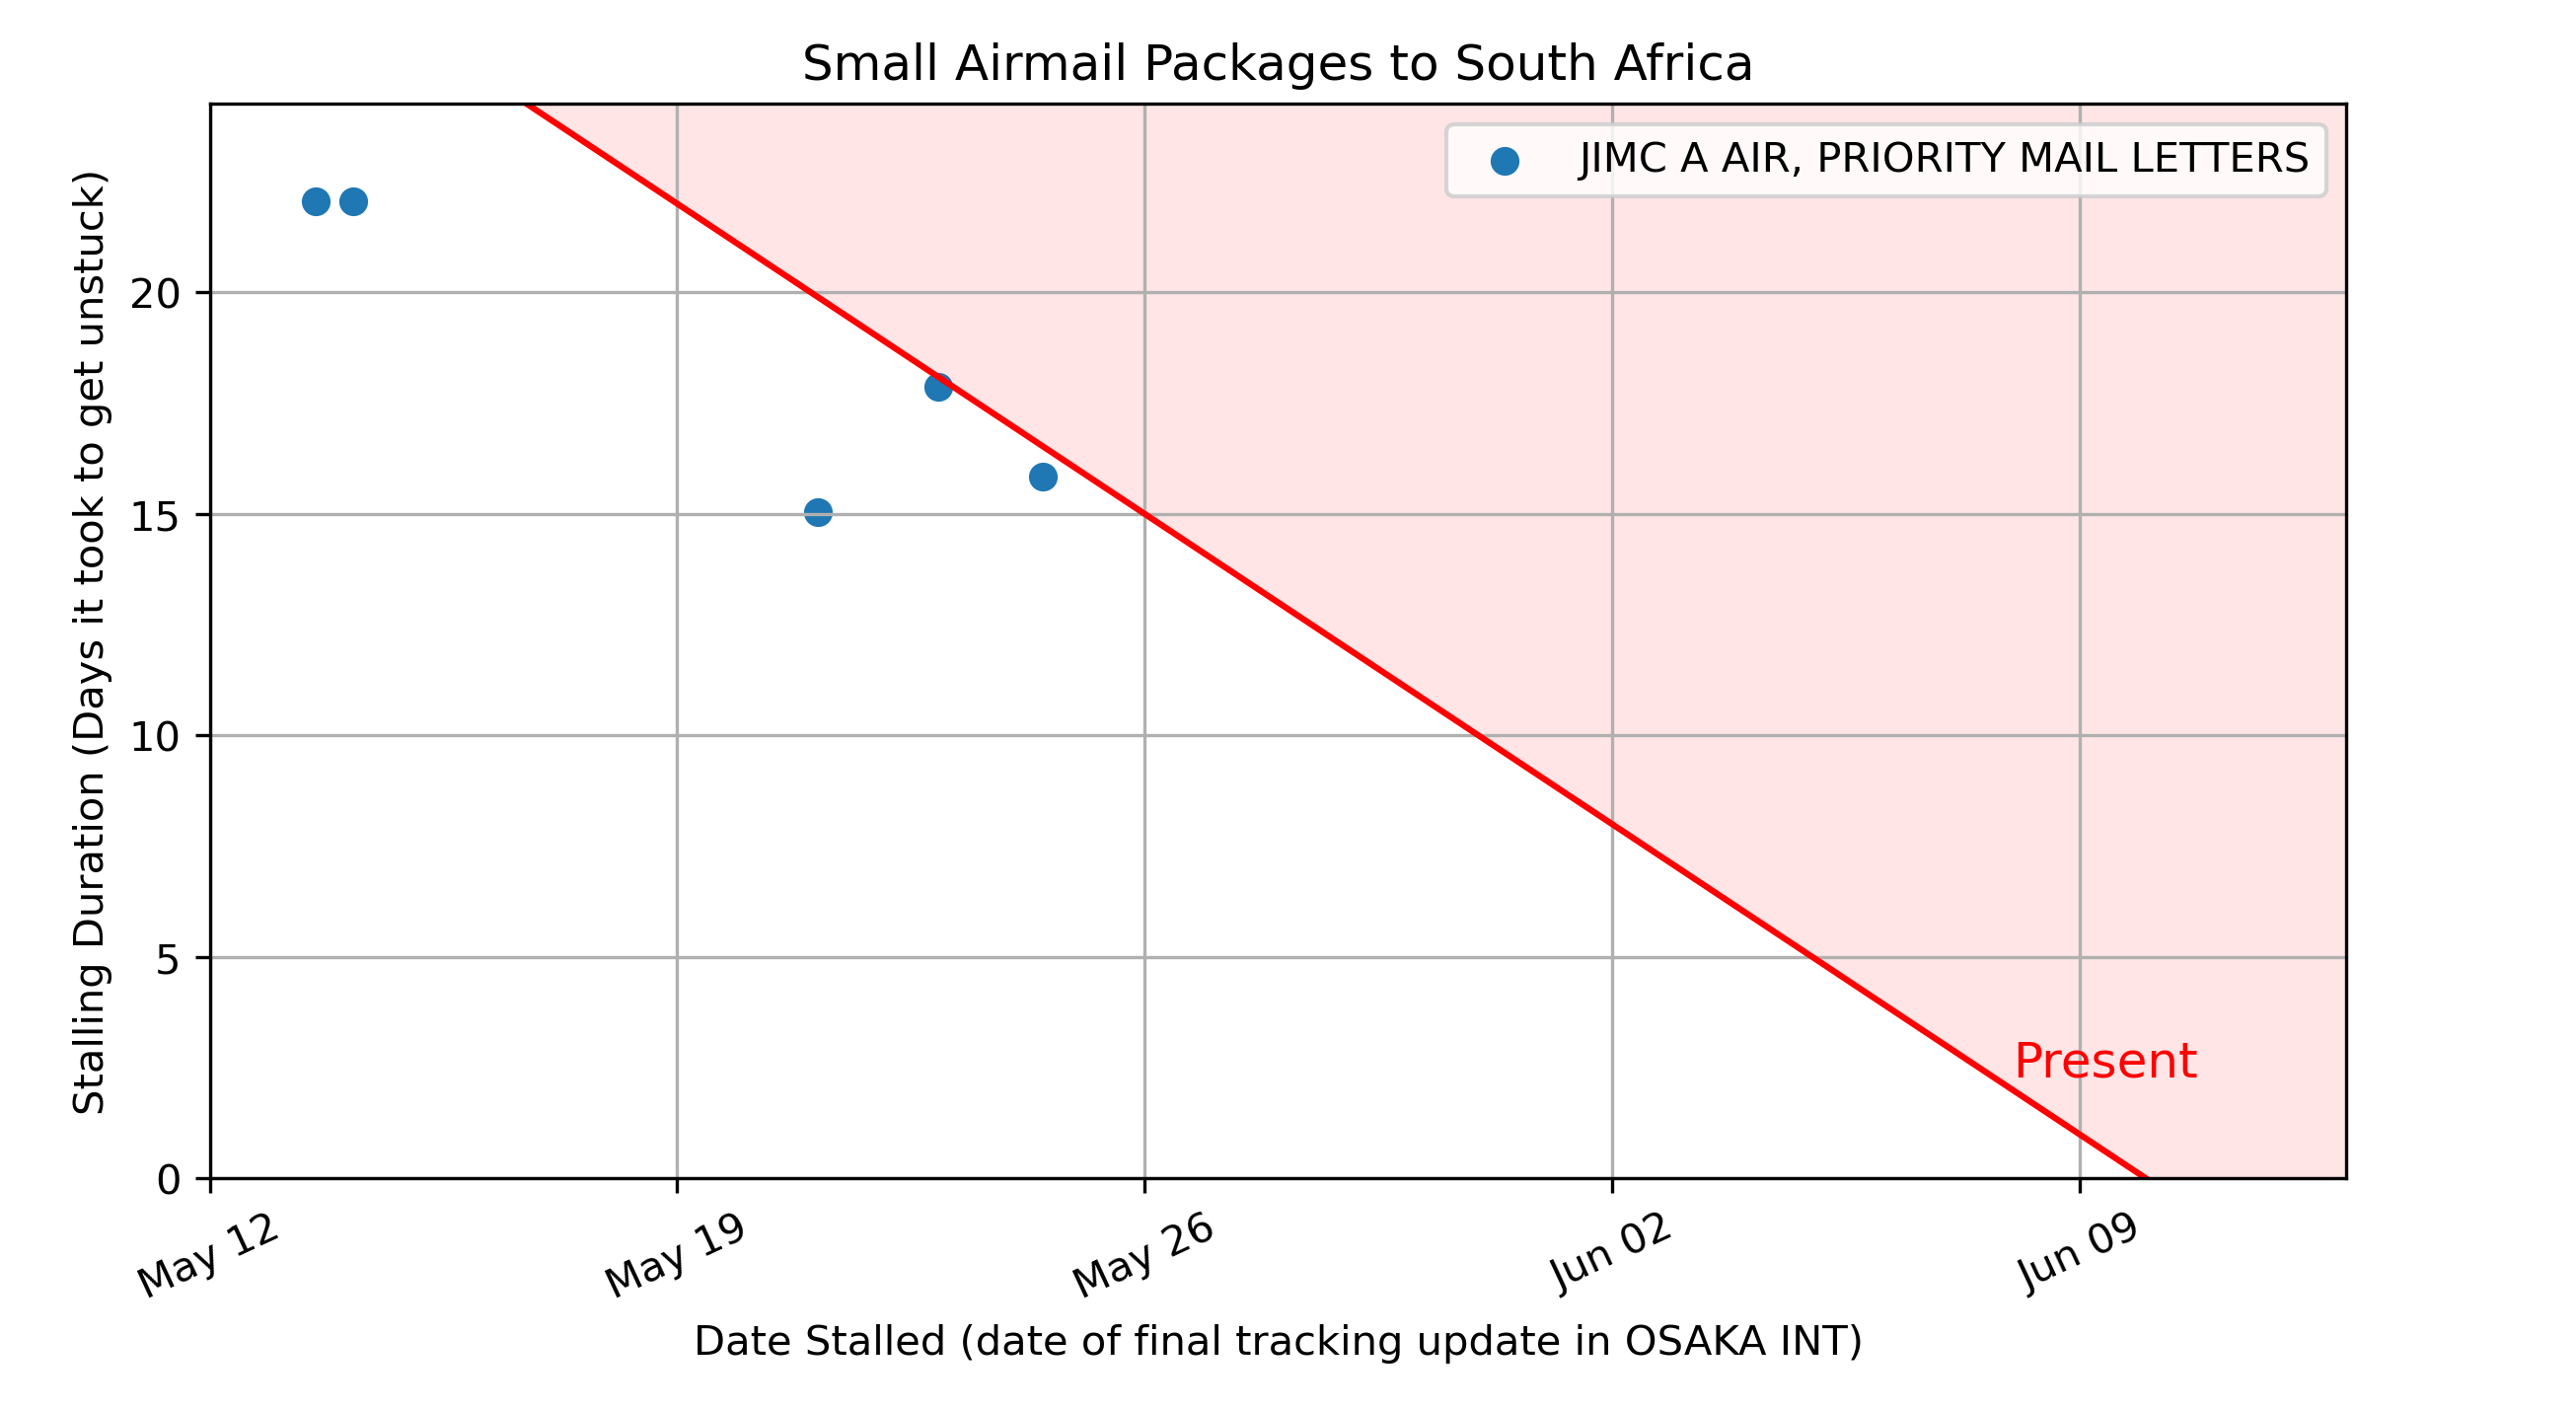 Small Airmail Packages to South Africa
JIMC A AIR, PRIORITY MAIL LETTERS
Stalling Duration (Days it took to get unstuck)
20
15
10
5
0
Present
May 12
May 19
May 26
Jun 02
Jun 09
Date Stalled (date of final tracking update in OSAKA INT)